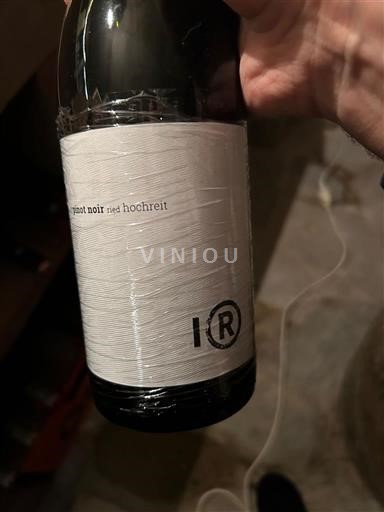 pinot noir ried hochreit
VINIOU
I R